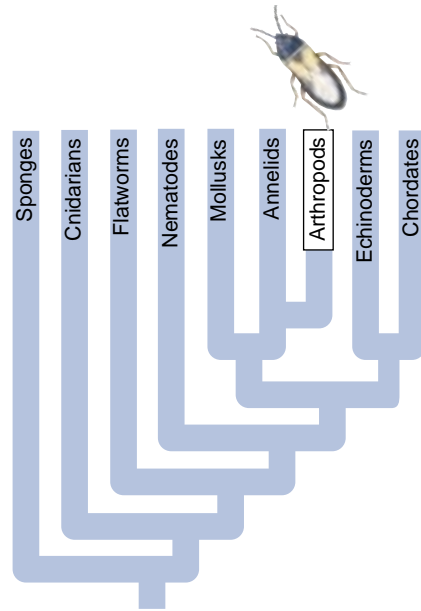 Sponges
Cnidarians
Flatworms
Nematodes
Mollusks
Annelids
Arthropods
Echinoderms
Chordates